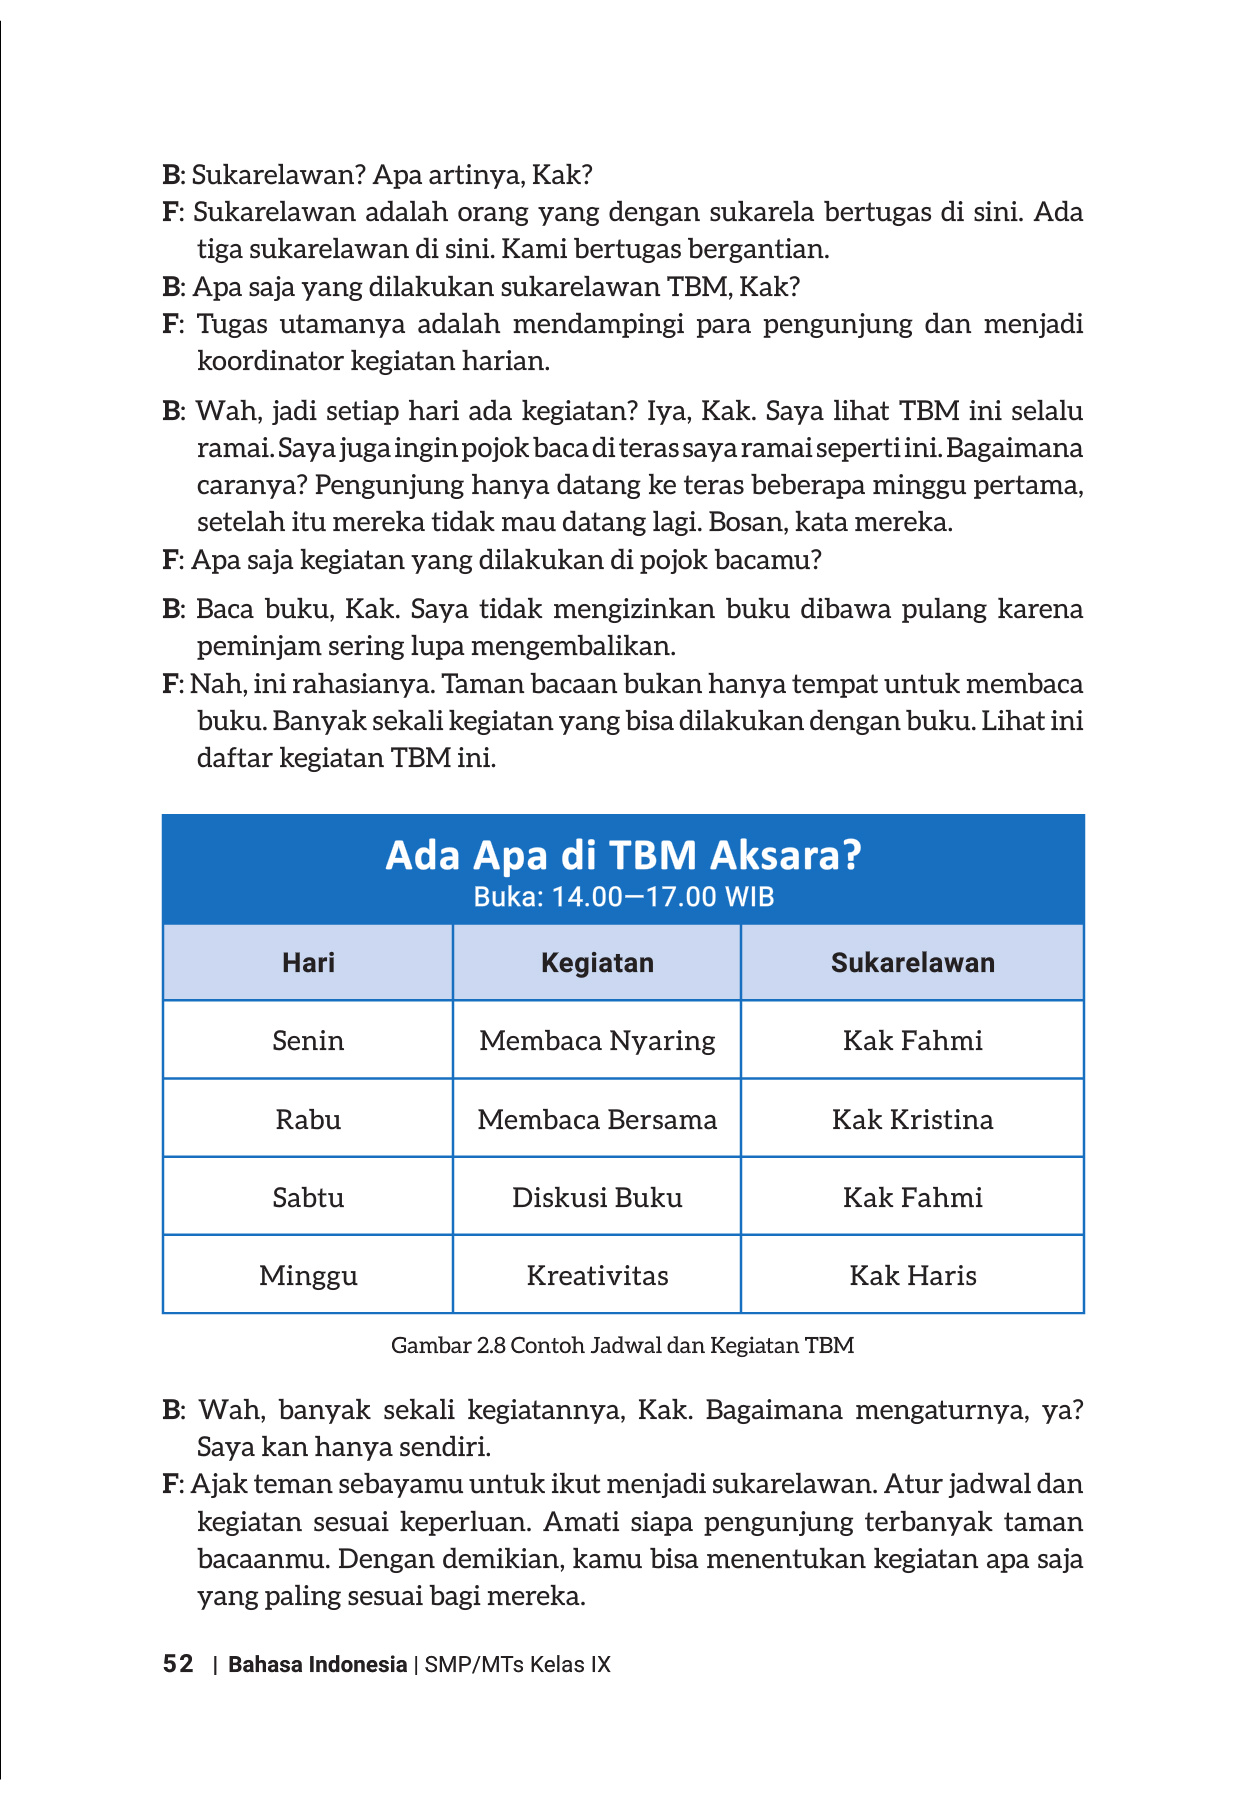 B: Sukarelawan? Apa artinya, Kak?
F: Sukarelawan adalah orang yang dengan sukarela bertugas di sini. Ada
tiga sukarelawan di sini. Kami bertugas bergantian.
B: Apa saja yang dilakukan sukarelawan TBM, Kak?
F: Tugas utamanya adalah mendampingi para pengunjung dan menjadi
koordinator kegiatan harian.
B: Wah, jadi setiap hari ada kegiatan? Iya, Kak. Saya lihat TBM ini selalu
ramai. Saya juga ingin pojok baca di teras saya ramai seperti ini. Bagaimana
caranya? Pengunjung hanya datang ke teras beberapa minggu pertama,
setelah itu mereka tidak mau datang lagi. Bosan, kata mereka.
F: Apa saja kegiatan yang dilakukan di pojok bacamu?
B: Baca buku, Kak. Saya tidak mengizinkan buku dibawa pulang karena
peminjam sering lupa mengembalikan.
F: Nah, ini rahasianya. Taman bacaan bukan hanya tempat untuk membaca
buku. Banyak sekali kegiatan yang bisa dilakukan dengan buku. Lihat ini
daftar kegiatan TBM ini.
Ada Apa di TBM Aksara?
Buka: 14.00—17.00 WIB
Hari Kegiatan Sukarelawan
Senin Membaca Nyaring Kak Fahmi
Rabu Membaca Bersama Kak Kristina
Sabtu Diskusi Buku Kak Fahmi
Minggu Kreativitas Kak Haris
Gambar 2.8 Contoh Jadwal dan Kegiatan TBM
B: Wah, banyak sekali kegiatannya, Kak. Bagaimana mengaturnya, ya?
Saya kan hanya sendiri.
F: Ajak teman sebayamu untuk ikut menjadi sukarelawan. Atur jadwal dan
kegiatan sesuai keperluan. Amati siapa pengunjung terbanyak taman
bacaanmu. Dengan demikian, kamu bisa menentukan kegiatan apa saja
yang paling sesuai bagi mereka.
52 | Bahasa Indonesia | SMP/MTs Kelas IX